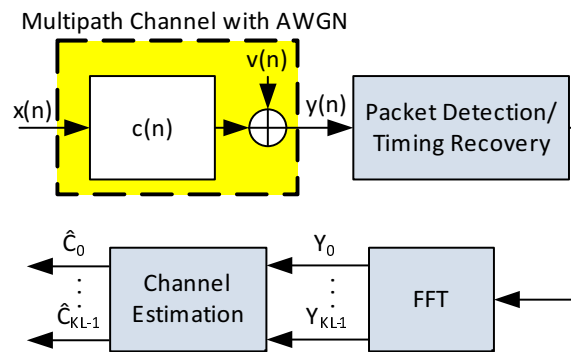 Multipath Channel with AWGN
v(n)
x(n)
c(n)
y(n)
Packet Detection/
Timing Recovery
Ĉ0
⋮
ĈKL-1
Channel
Estimation
Y0
⋮
YKL-1
FFT